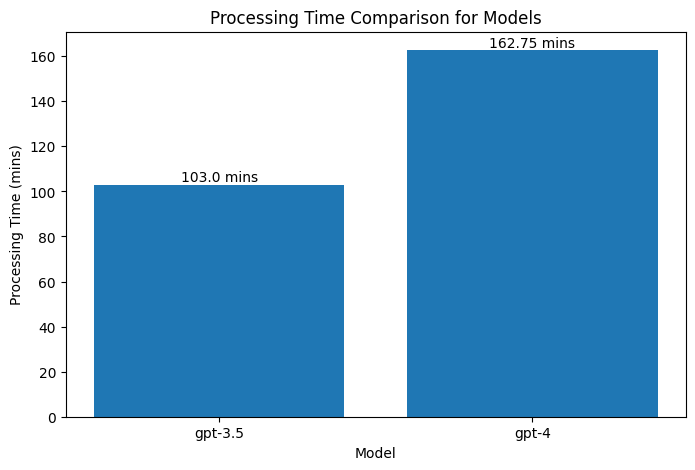 Processing Time Comparison for Models
162.75 mins
103.0 mins
160
140
120
100
80
60
40
20
0
Processing Time (mins)
gpt-3.5
gpt-4
Model